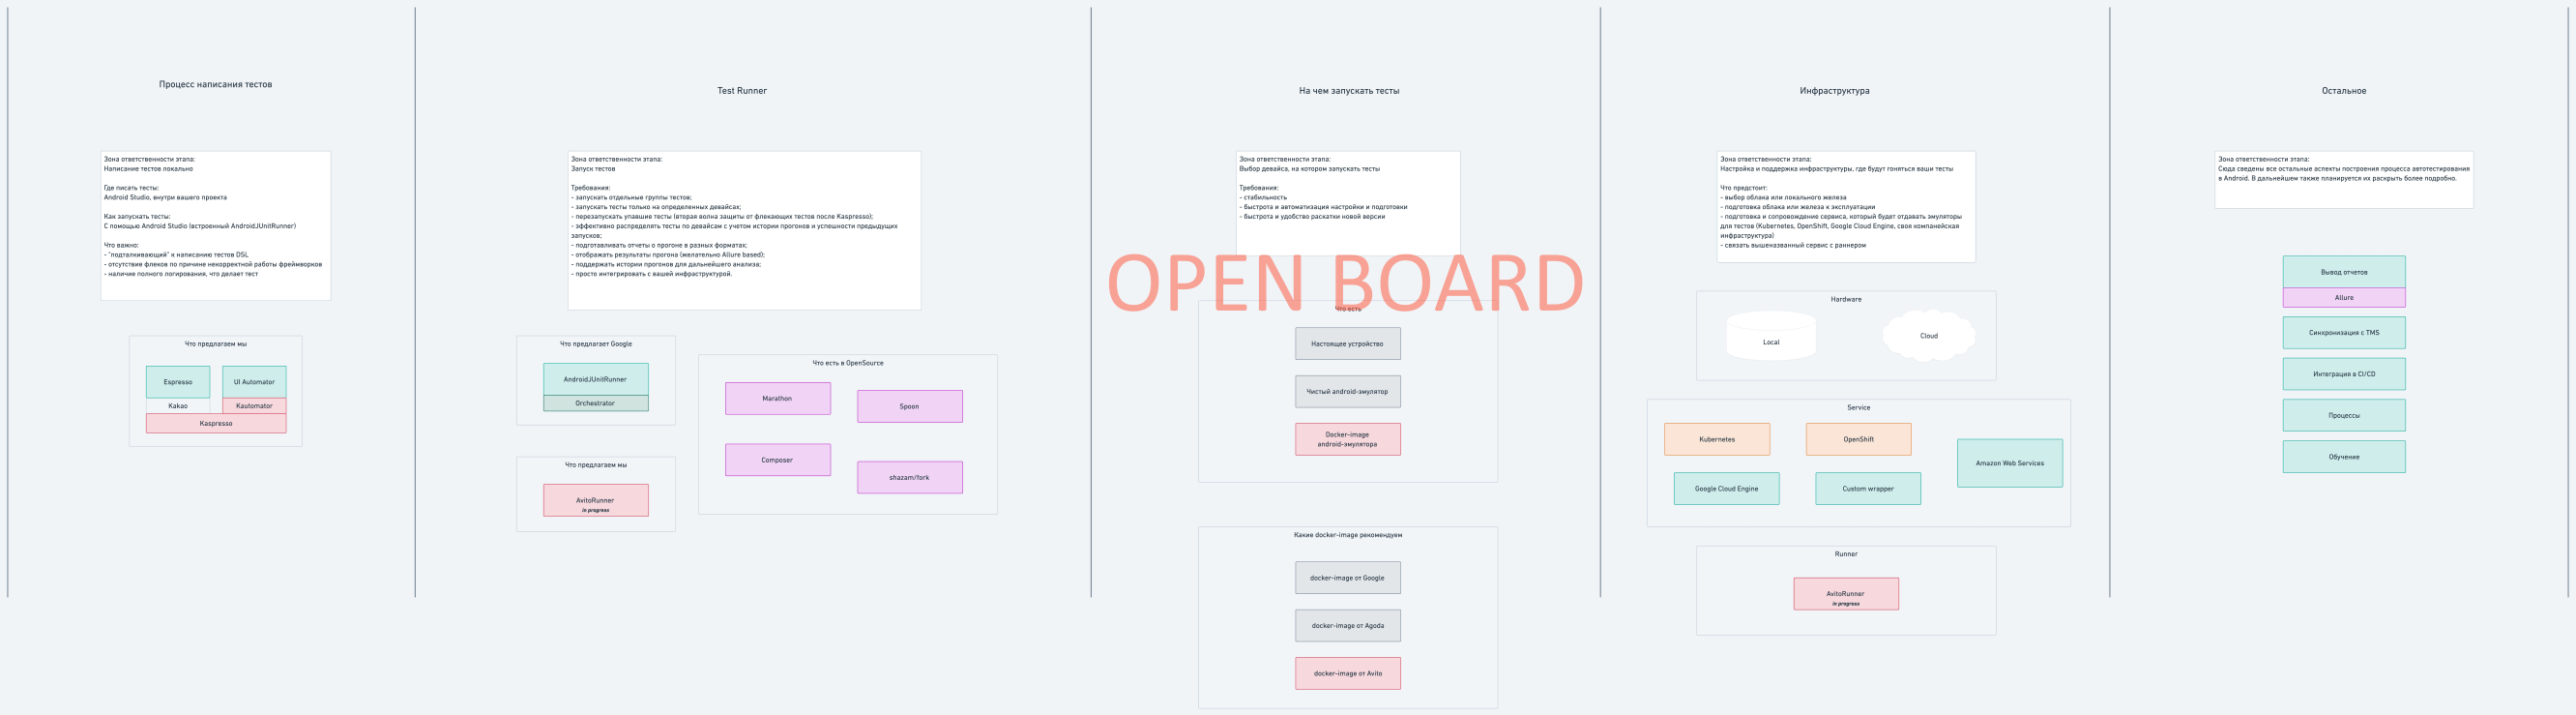 Процесс написания тестов
Зона ответственности этапа:
Написание тестов локально
Где писать тесты:
Android Studio, внутри вашего проекта
Как запускать тесты:
С помощью Android Studio (встроенный AndroidJUnitRunner)
Что важно:
- "подталкивающий" к написанию тестов DSL
- отсутствие флеков по причине некорректной работы фреймворков
- наличие полного логирования, что делает тест
Что предлагаем мы
Espresso
UI Automator
Kakao
Kautomator
Kaspresso
Test Runner
Зона ответственности этапа:
Запуск тестов
Требования:
- запускать отдельные группы тестов;
- запускать тесты только на определенных девайсах;
- перезапускать упавшие тесты (вторая волна защиты от флекающих тестов после Kaspresso);
- эффективно распределять тесты по девайсам с учетом истории прогонов и успешности предыдущих
запусков;
- подготавливать отчеты о прогоне в разных форматах;
- отображать результаты прогона (желательно Allure based);
- поддержать истории прогонов для дальнейшего анализа;
- просто интегрировать с вашей инфраструктурой.
Что предлагает Google
AndroidJUnitRunner
Orchestrator
Что предлагаем мы
AvitoRunner
in progress
Что есть в OpenSource
Marathon
Spoon
Composer
shazam/fork
На чем запускать тесты
Зона ответственности этапа:
Выбор девайса, на котором запускать тесты
Требования:
- стабильность
- быстрота и автоматизация настройки и подготовки
- быстрота и удобство раскатки новой версии
OPEN BOARD
Что есть
Настоящее устройство
Чистый android-эмулятор
Docker-image
android-эмулятора
Какие docker-image рекомендуем
docker-image от Google
docker-image от Agoda
docker-image от Avito
Инфраструктура
Зона ответственности этапа:
Настройка и поддержка инфраструктуры, где будут гоняться ваши тесты
Что предстоит:
- выбор облака или локального железа
- подготовка облака или железа к эксплуатации
- подготовка и сопровождение сервиса, который будет отдавать эмуляторы
для тестов (Kubernetes, OpenShift, Google Cloud Engine, своя компанейская
инфраструктура)
- связать вышеназванный сервис с раннером
Hardware
Local
Cloud
Service
Kubernetes
OpenShift
Amazon Web Services
Google Cloud Engine
Custom wrapper
Runner
AvitoRunner
in progress
Остальное
Зона ответственности этапа:
Сюда сведены все остальные аспекты построения процесса автотестирования
в Android. В дальнейшем также планируется их раскрыть более подробно.
Вывод отчетов
Allure
Синхронизация с TMS
Интеграция в CI/CD
Процессы
Обучение